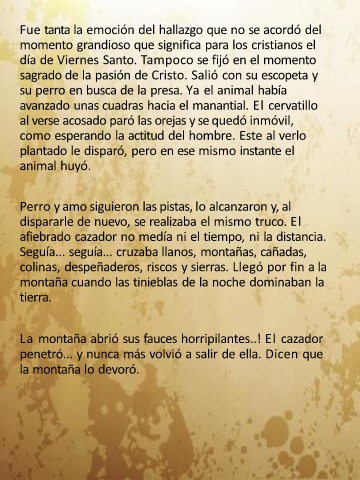 Fue tanta la emoción del hallazgo que no se acordó del
momento grandioso que significa para los cristianos el
día de Viernes Santo. Tampoco se fijó en el momento
sagrado de la pasión de Cristo. Salió con su escopeta y
su perro en busca de la presa. Ya el animal había
avanzado unas cuadras hacia el manantial. El cervatillo
al verse acosado paró las orejas y se quedó inmóvil,
como esperando la actitud del hombre. Este al verlo
plantado le disparó, pero en ese mismo instante el
animal huyó.
Perro y amo siguieron las pistas, lo alcanzaron y, al
dispararle de nuevo, se realizaba el mismo truco. El
afiebrado cazador no medía ni el tiempo, ni la distancia.
Seguía... seguía... cruzaba llanos, montañas, cañadas,
colinas, despeñaderos, riscos y sierras. Llegó por fin a la
montaña cuando las tinieblas de la noche dominaban la
tierra.
La montaña abrió sus fauces horripilantes..! El cazador
penetró... y nunca más volvió a salir de ella. Dicen que
la montaña lo devoró.